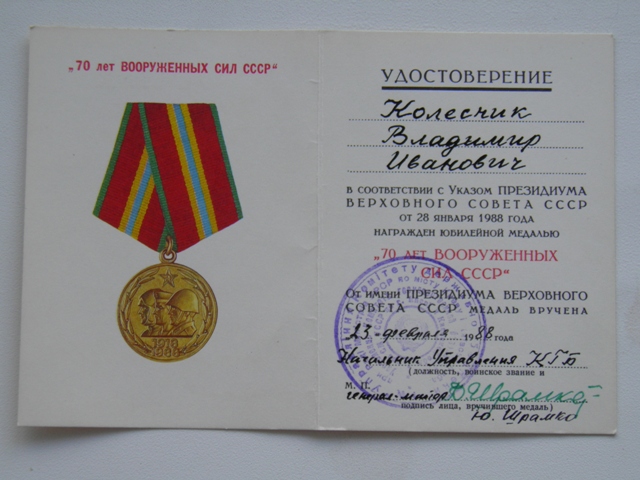 „70 лет ВООРУЖЕННЫХ СИЛ СССР“
1918
1988
УДОСТОВЕРЕНИЕ
Колесник
Владимир
Иванович
В СООТВЕТСТВИИ С УКАЗОМ ПРЕЗИДИУМА
ВЕРХОВНОГО СОВЕТА СССР
ОТ 28 ЯНВАРЯ 1988 ГОДА
НАГРАЖДЕН ЮБИЛЕЙНОЙ МЕДАЛЬЮ
„70 ЛЕТ ВООРУЖЕННЫХ
СИЛ СССР“
ОТ ИМЕНИ ПРЕЗИДИУМА ВЕРХОВНОГО
СОВЕТА СССР МЕДАЛЬ ВРУЧЕНА
23 февраля 1988 года
Начальник Управления КГБ
(должность, воинское звание и
М. П.
генерал-майор Ю. Шрамко
подпись лица, вручившего медаль)
Ю. Шрамко